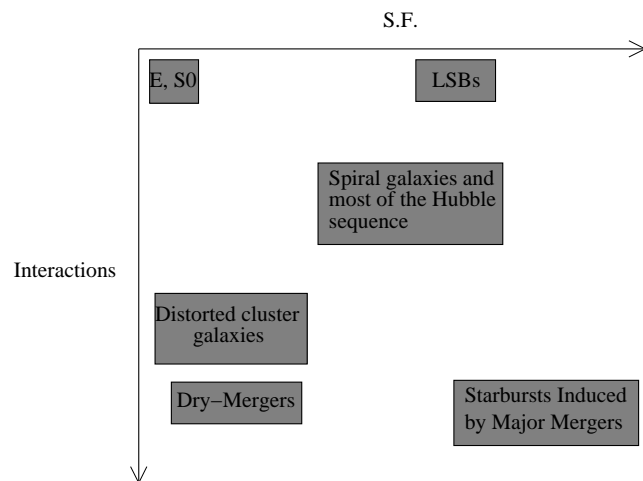 S.F.
E, S0
LSBs
Spiral galaxies and
most of the Hubble
sequence
Interactions
Distorted cluster
galaxies
Dry−Mergers
Starbursts Induced
by Major Mergers